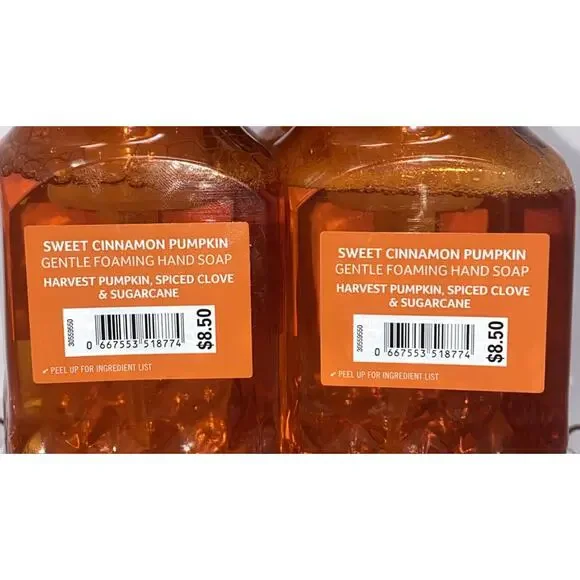 SWEET CINNAMON PUMPKIN
GENTLE FOAMING HAND SOAP
HARVEST PUMPKIN, SPICED CLOVE
& SUGARCANE
30559550
0 667553 518774
$8.50
✔ PEEL UP FOR INGREDIENT LIST
SWEET CINNAMON PUMPKIN
GENTLE FOAMING HAND SOAP
HARVEST PUMPKIN, SPICED CLOVE
& SUGARCANE
30559550
0 667553 518774
$8.50
✔ PEEL UP FOR INGREDIENT LIST